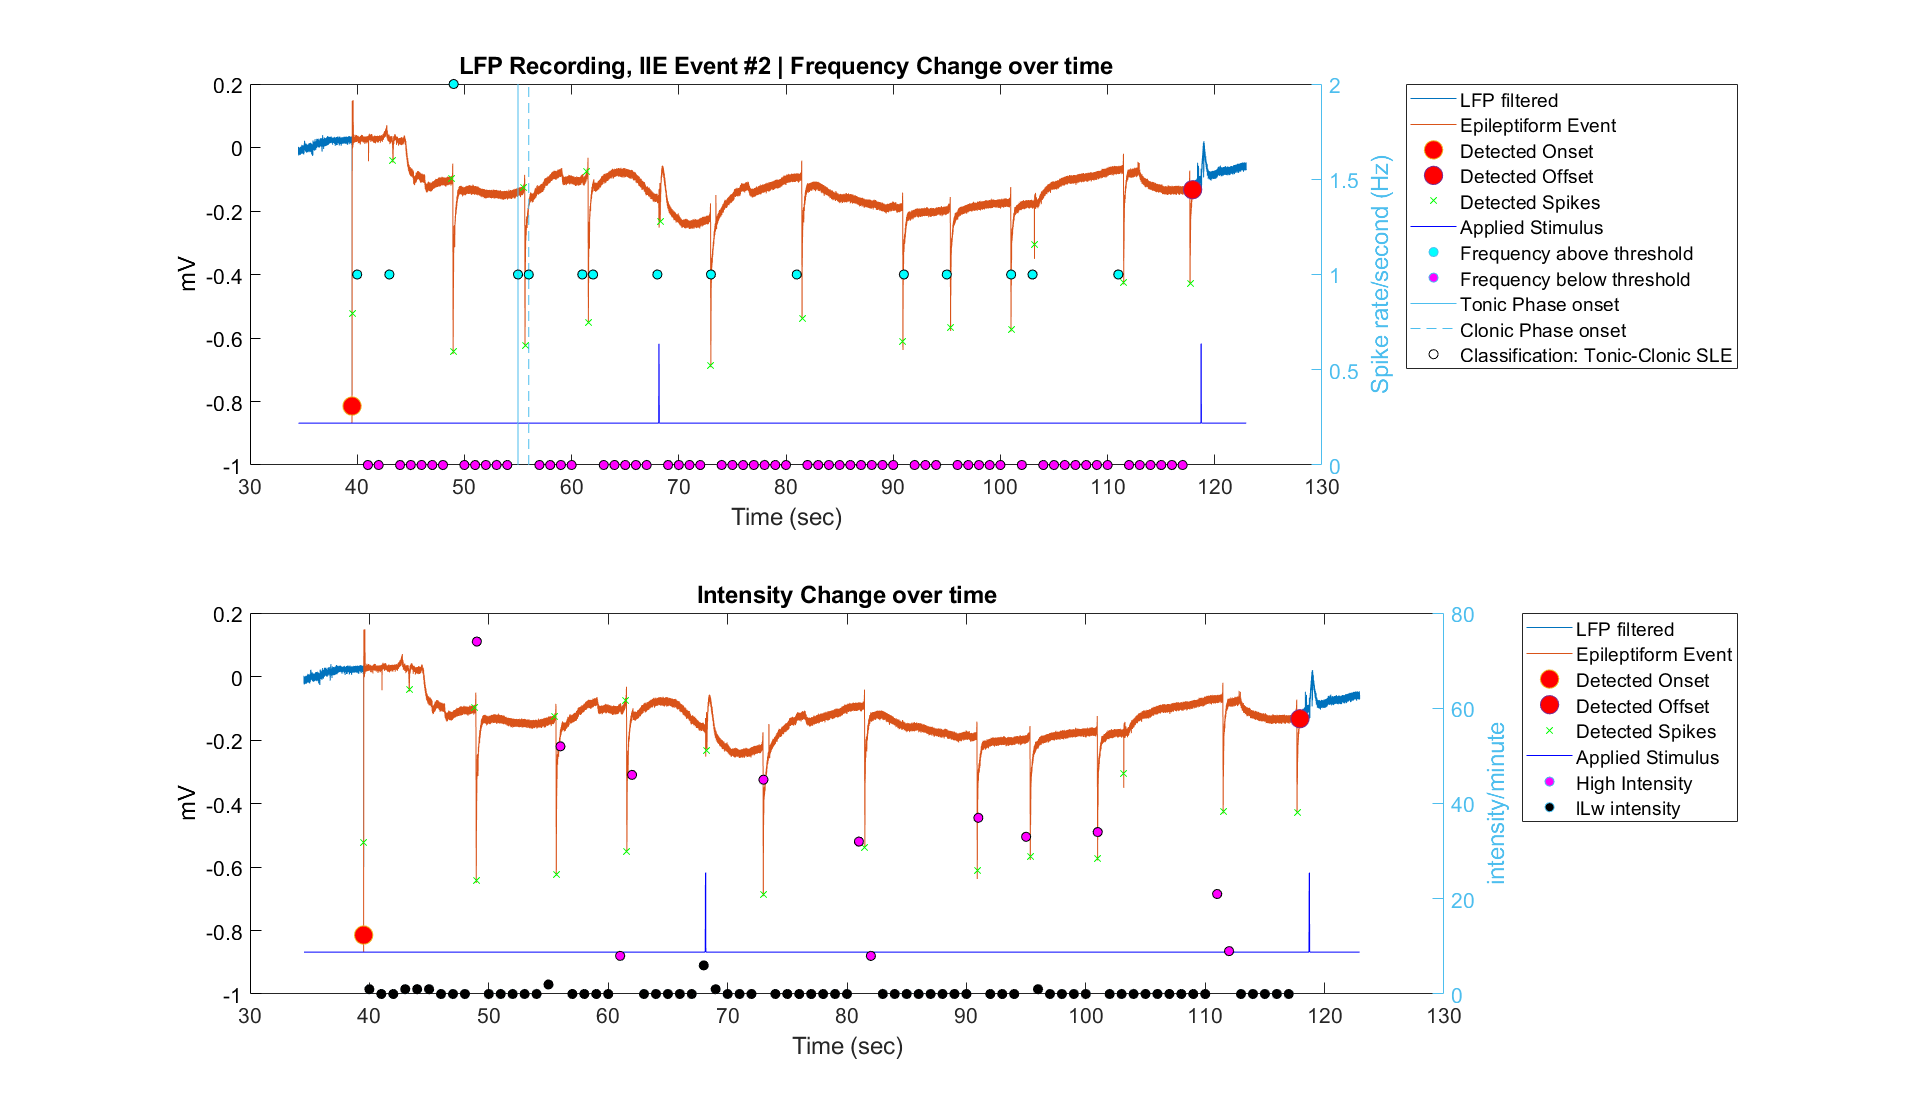 LFP Recording, IIE Event #2 | Frequency Change over time
0.2
0
-0.2
-0.4
-0.6
-0.8
-1
mV
30 40 50 60 70 80 90 100 110 120 130
Time (sec)
2
1.5
1
0.5
0
Spike rate/second (Hz)
LFP filtered
Epileptiform Event
Detected Onset
Detected Offset
Detected Spikes
Applied Stimulus
Frequency above threshold
Frequency below threshold
Tonic Phase onset
Clonic Phase onset
Classification: Tonic-Clonic SLE
Intensity Change over time
0.2
0
-0.2
-0.4
-0.6
-0.8
-1
mV
30 40 50 60 70 80 90 100 110 120 130
Time (sec)
80
60
40
20
0
intensity/minute
LFP filtered
Epileptiform Event
Detected Onset
Detected Offset
Detected Spikes
Applied Stimulus
High Intensity
lLw intensity